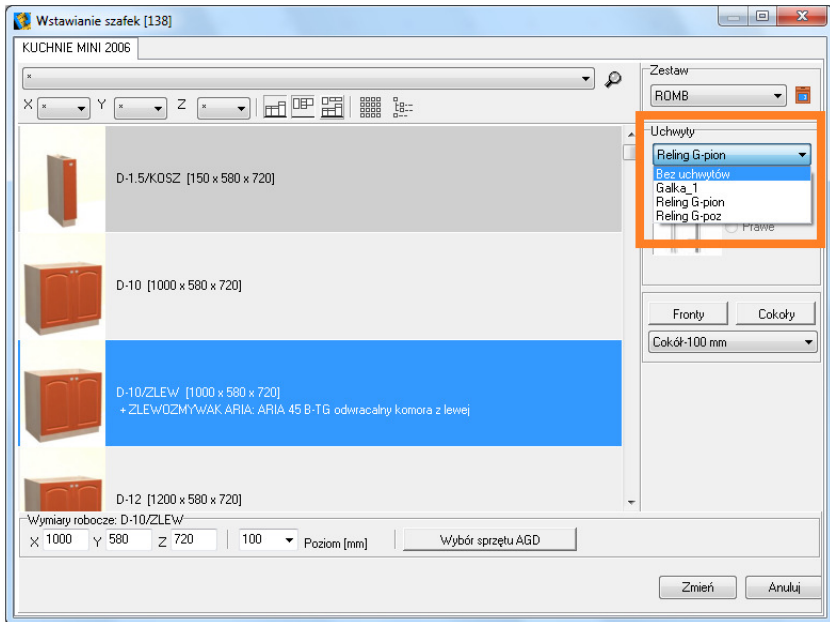 Wstawianie szafek [138]
KUCHNIE MINI 2006
*
X * Y * Z *
D-1.5/KOSZ [150 x 580 x 720]
D-10 [1000 x 580 x 720]
D-10/ZLEW [1000 x 580 x 720]
+ ZLEWOZMYWAK ARIA: ARIA 45 B-TG odwracalny komora z lewej
D-12 [1200 x 580 x 720]
Zestaw
ROMB
Uchwyty
Reling G-pion
Bez uchwytów
Galka_1
Reling G-pion
Reling G-poz
Prawe
Fronty Cokoły
Cokół-100 mm
Wymiary robocze: D-10/ZLEW
X 1000 Y 580 Z 720 100 Poziom [mm] Wybór sprzętu AGD
Zmień Anuluj